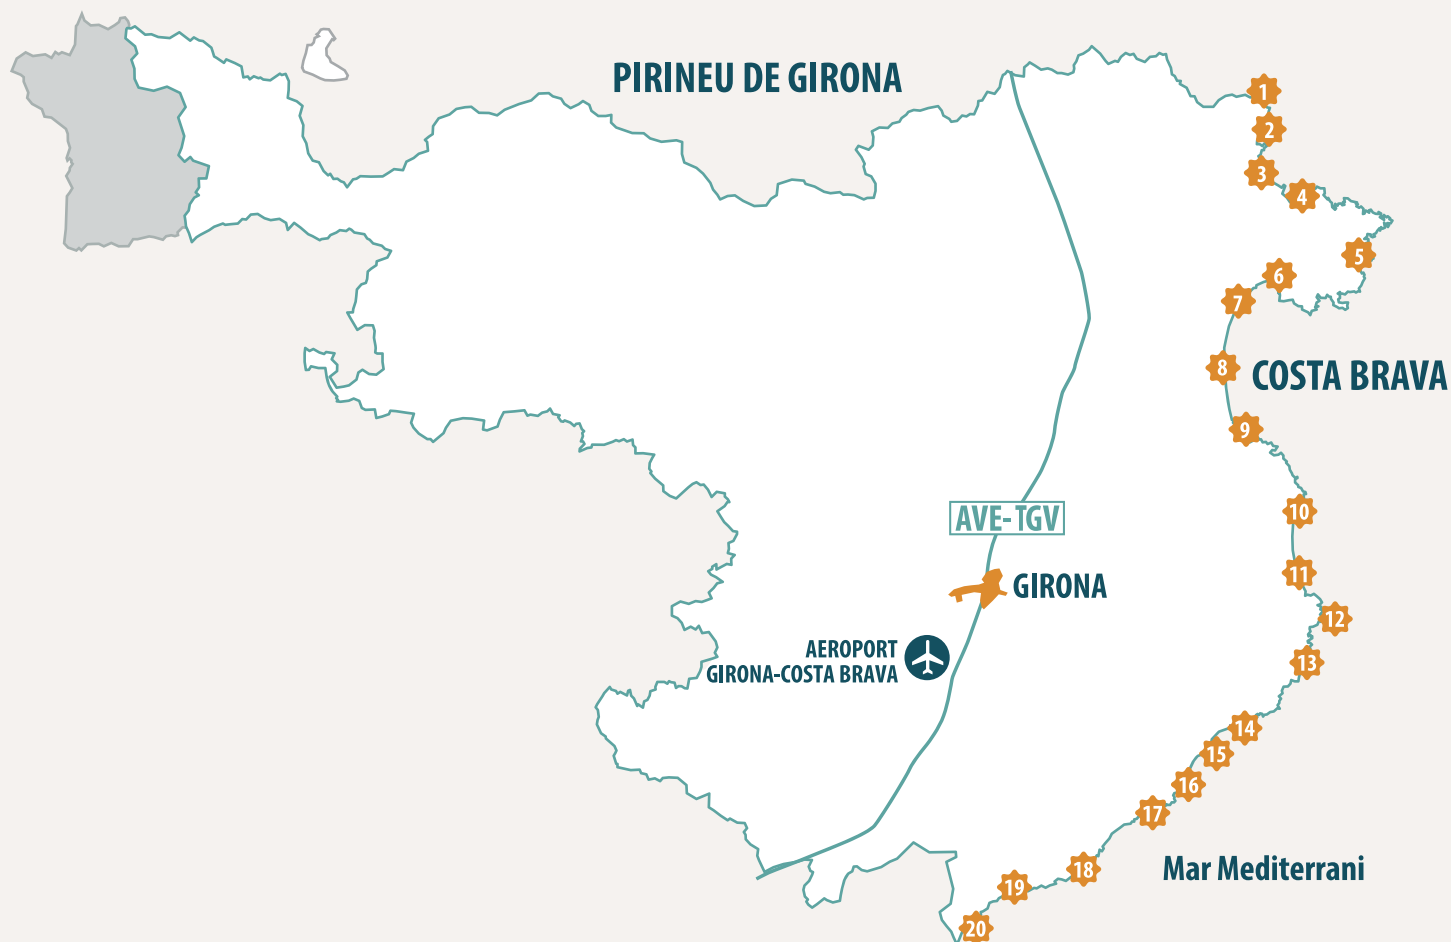 PIRINEU DE GIRONA
1
2
3
4
5
6
7
8
COSTA BRAVA
9
10
AVE-TGV
11
GIRONA
12
AEROPORT
GIRONA-COSTA BRAVA
13
14
15
16
17
Mar Mediterrani
18
19
20